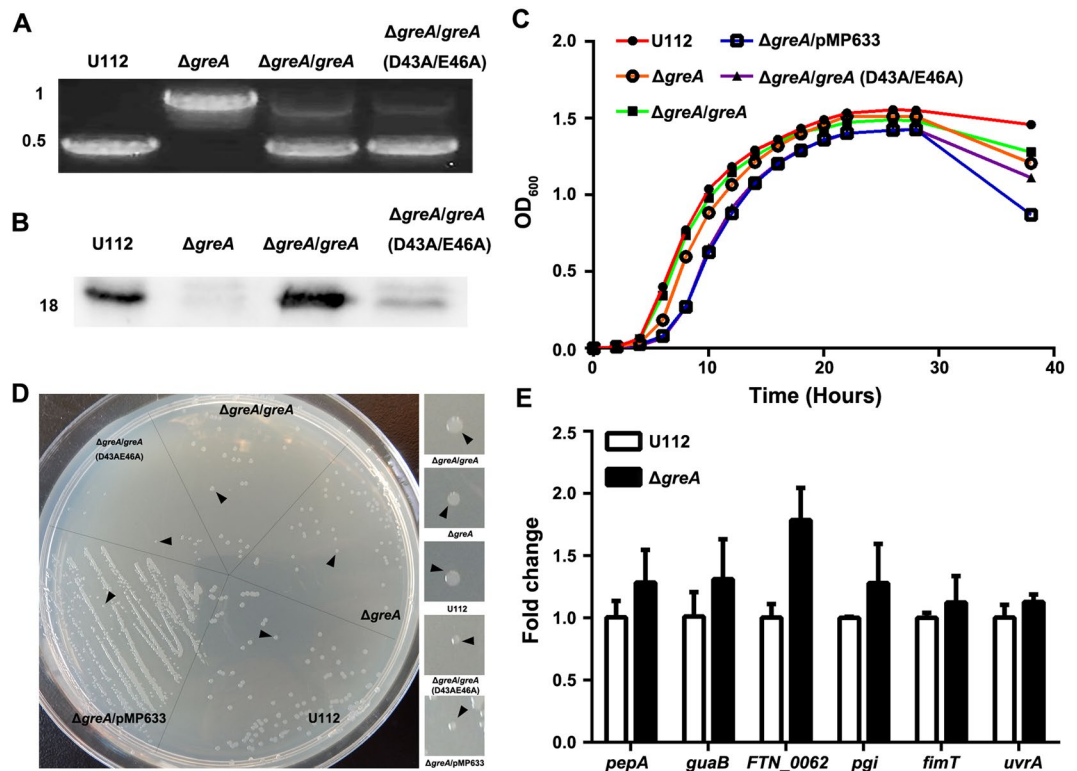 A
U112
ΔgreA
ΔgreA/greA
ΔgreA/greA
(D43A/E46A)
1
0.5
B
U112
ΔgreA
ΔgreA/greA
ΔgreA/greA
(D43A/E46A)
18
C
U112
ΔgreA/pMP633
ΔgreA
ΔgreA/greA (D43A/E46A)
ΔgreA/greA
2.0
1.5
1.0
0.5
0.0
OD600
0
10
20
30
40
Time (Hours)
D
ΔgreA/greA
ΔgreA/greA
(D43AE46A)
ΔgreA
ΔgreA/pMP633
U112
ΔgreA/greA
ΔgreA
U112
ΔgreA/greA
(D43AE46A)
ΔgreA/pMP633
E
U112
ΔgreA
2.5
2.0
1.5
1.0
0.5
0.0
Fold change
pepA
guaB
FTN_0062
pgi
fimT
uvrA